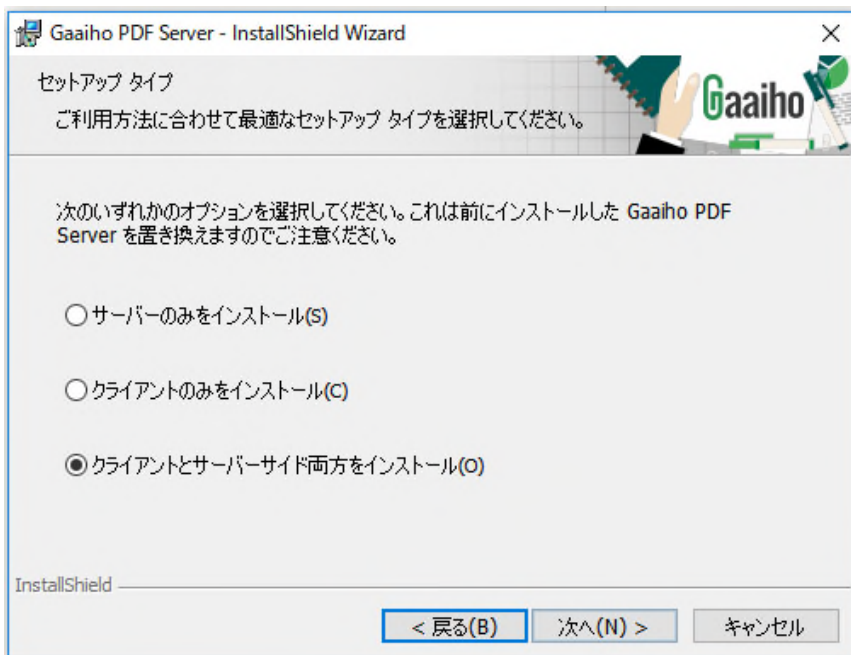 Gaaiho PDF Server - InstallShield Wizard
セットアップ タイプ
ご利用方法に合わせて最適なセットアップ タイプを選択してください。
Gaaiho
次のいずれかのオプションを選択してください。これは前にインストールした Gaaiho PDF
Server を置き換えますのでご注意ください。
サーバーのみをインストール(S)
クライアントのみをインストール(C)
クライアントとサーバーサイド両方をインストール(O)
InstallShield
< 戻る(B)
次へ(N) >
キャンセル